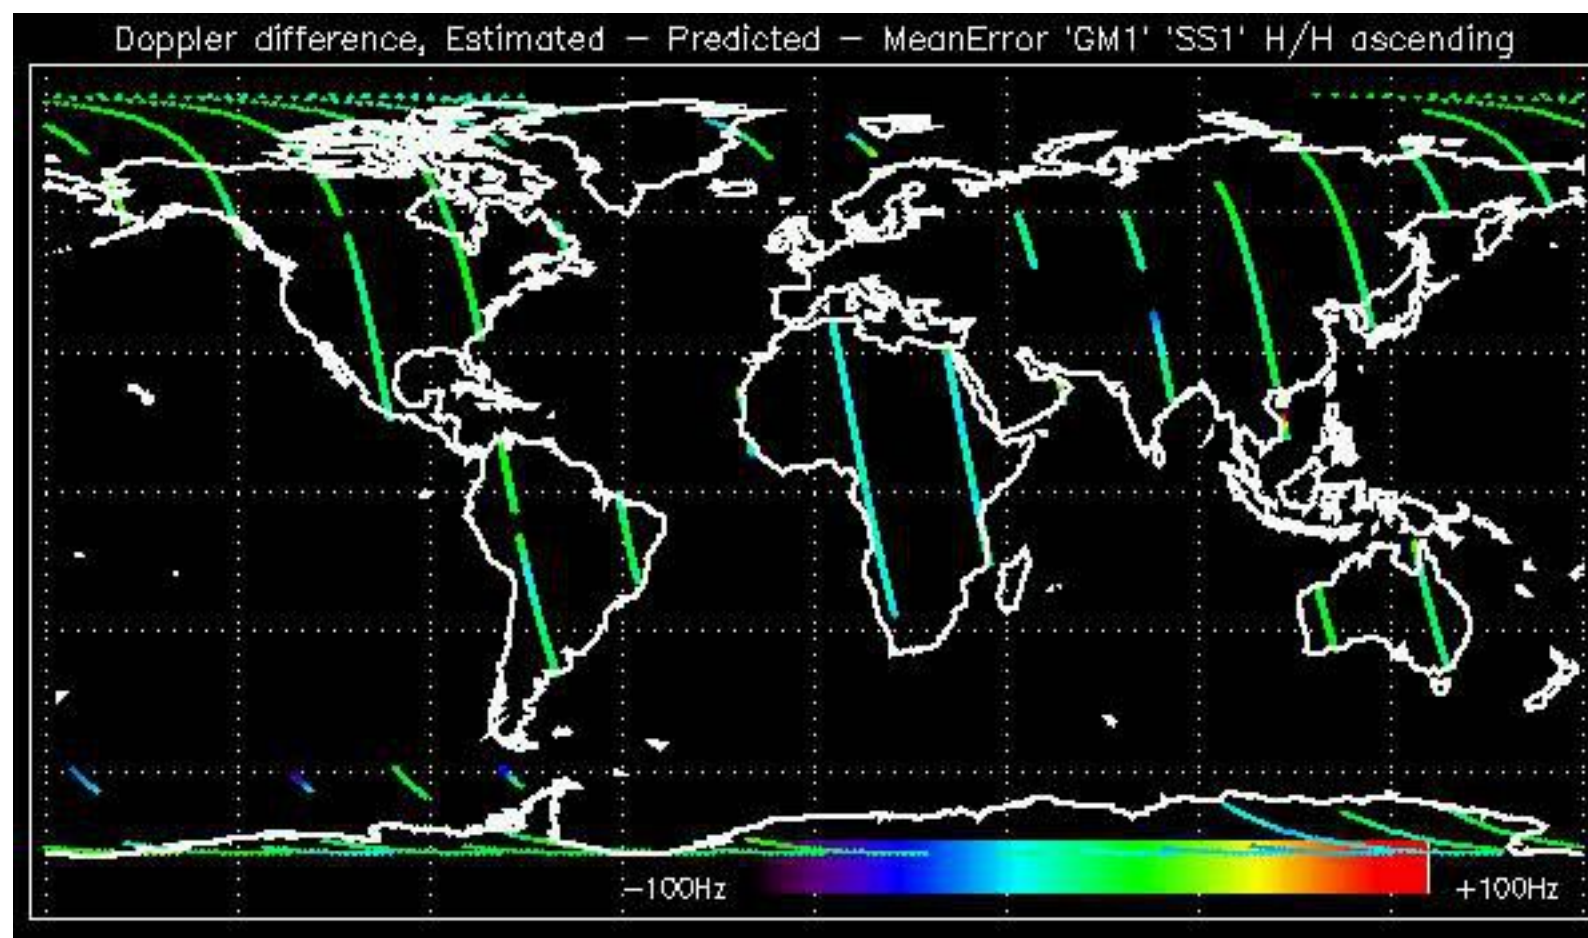 Doppler difference, Estimated – Predicted – MeanError 'GM1' 'SS1' H/H ascending
−100Hz +100Hz